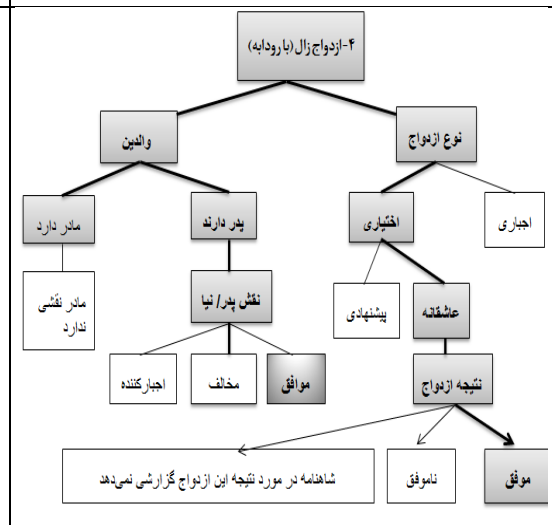 ۴-ازدواج زال (با رودابه)
نوع ازدواج
والدین
اجباری
اختیاری
پدر دارند
مادر دارد
عاشقانه
پیشنهادی
نقش پدر/ نیا
مادر نقشی
ندارد
نتیجه ازدواج
موافق
مخالف
اجبارکننده
موفق
ناموفق
شاهنامه در مورد نتیجه این ازدواج گزارشی نمی‌دهد